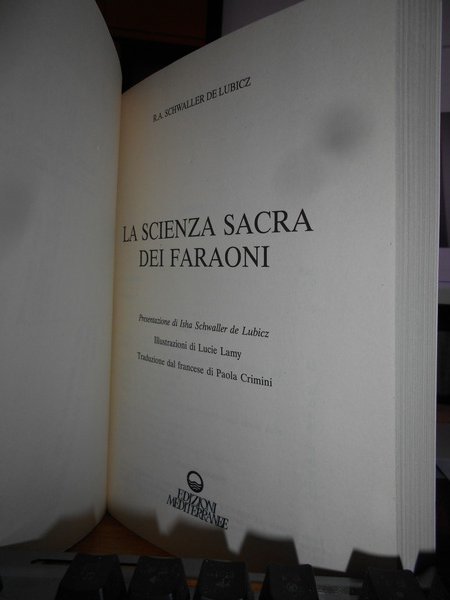 R.A. SCHWALLER DE LUBICZ
LA SCIENZA SACRA
DEI FARAONI
Presentazione di Isha Schwaller de Lubicz
Illustrazioni di Lucie Lamy
Traduzione dal francese di Paola Crimini
EDIZIONI
MEDITERRANEE